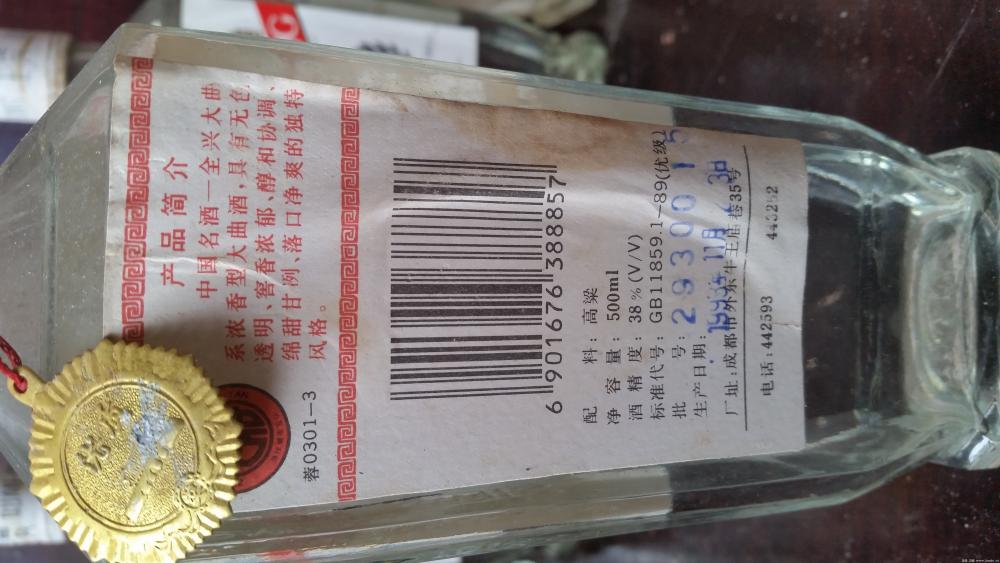 产品简介
中国名酒—全兴大曲
系浓香型大曲酒,具有无色
透明、窖香浓郁、醇和协调、
绵甜甘洌、落口净爽的独特
风格。
蓉0301-3
6 901676 388857
配料:高粱
净容量:500ml
酒精度:38%(V/V)
标准代号:GB11859.1-89(优级)
批号:2930015
生产日期:
厂址:成都市外东牛王庙巷35号
电话:442593